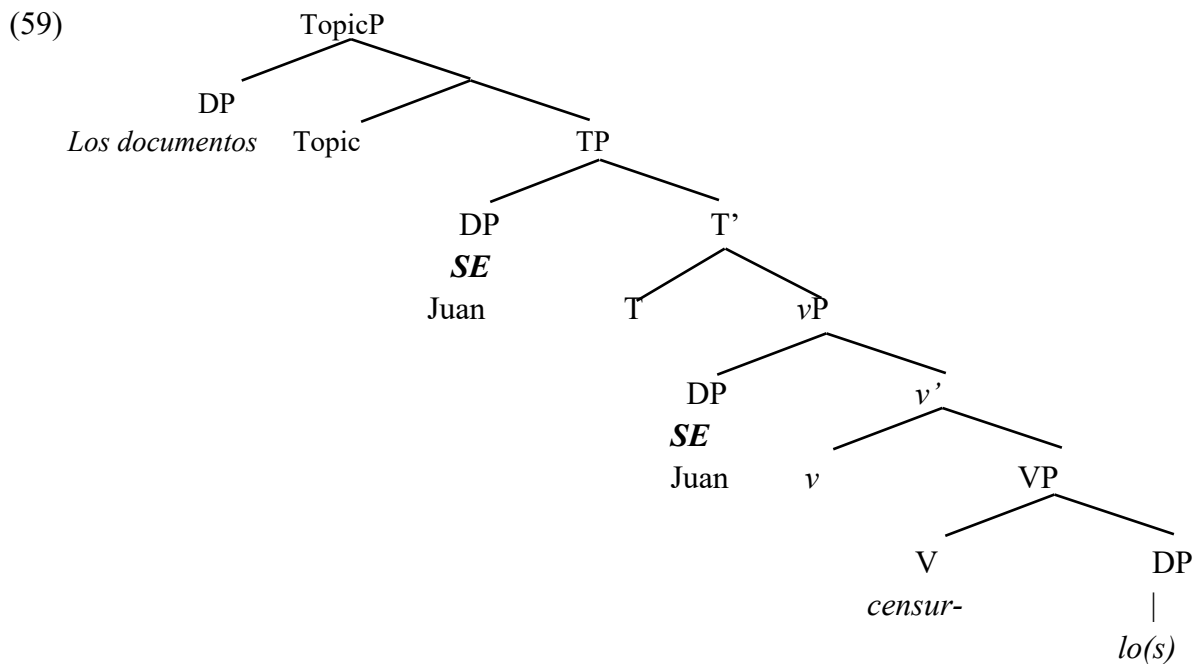 (59) TopicP
DP
Los documentos Topic TP
DP T’
SE
Juan T vP
DP v’
SE
Juan v VP
V DP
censur- |
lo(s)